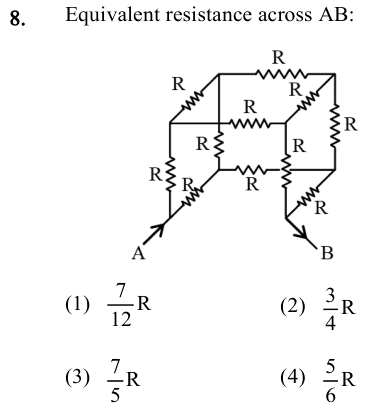 8. Equivalent resistance across AB:
R
R
R
R
R
R
R
R
R
R
R
A
B
(1) 7/12 R
(2) 3/4 R
(3) 7/5 R
(4) 5/6 R